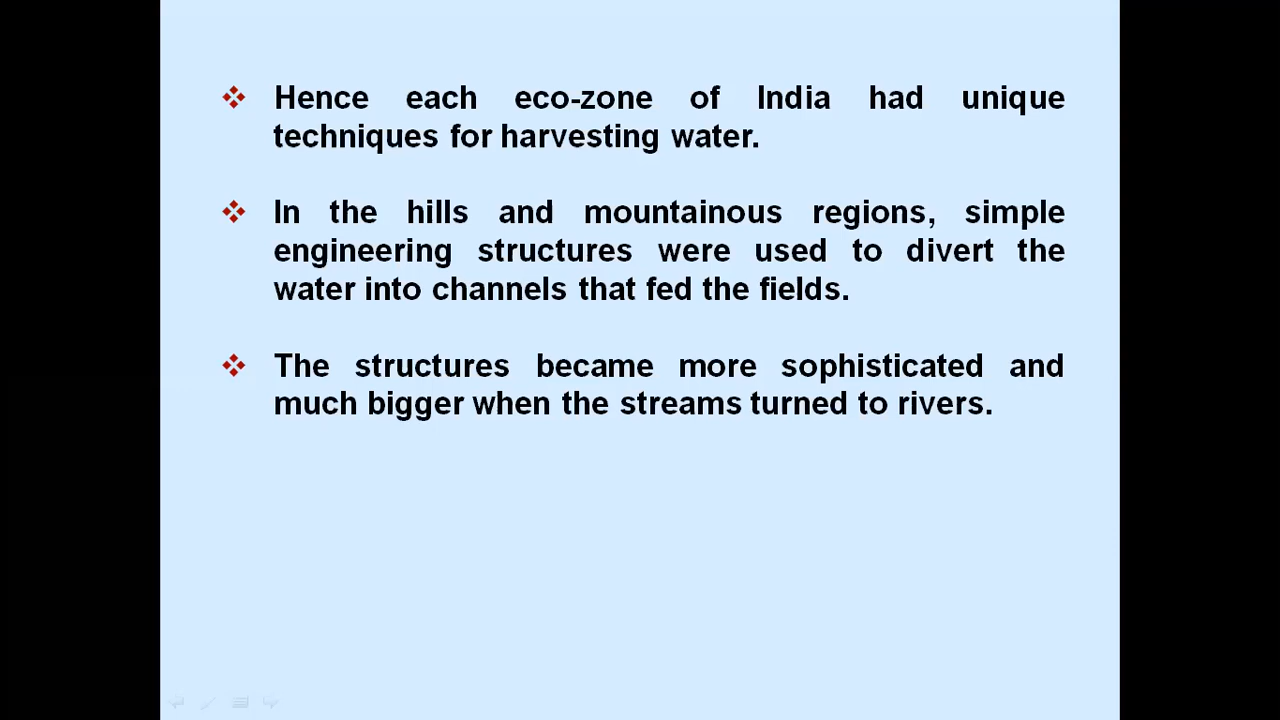 Hence each eco-zone of India had unique
techniques for harvesting water.
In the hills and mountainous regions, simple
engineering structures were used to divert the
water into channels that fed the fields.
The structures became more sophisticated and
much bigger when the streams turned to rivers.